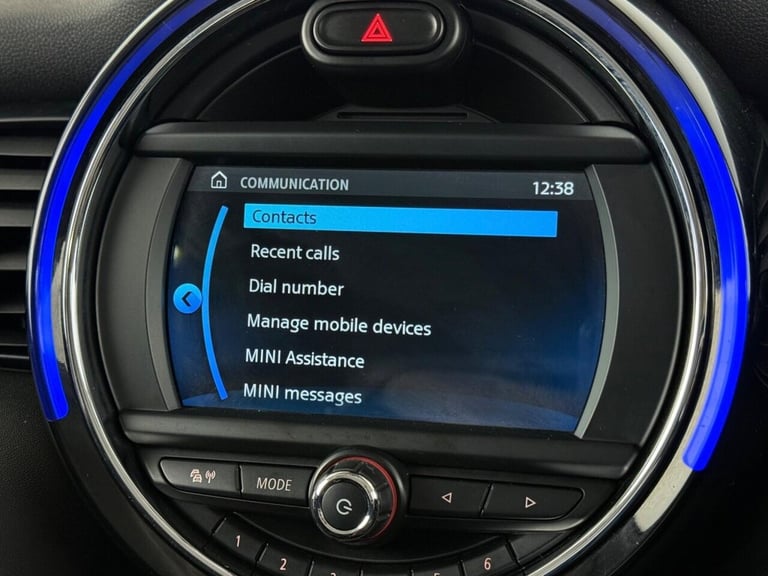 COMMUNICATION 12:38
Contacts
Recent calls
Dial number
Manage mobile devices
MINI Assistance
MINI messages
MODE
1 2 5 6